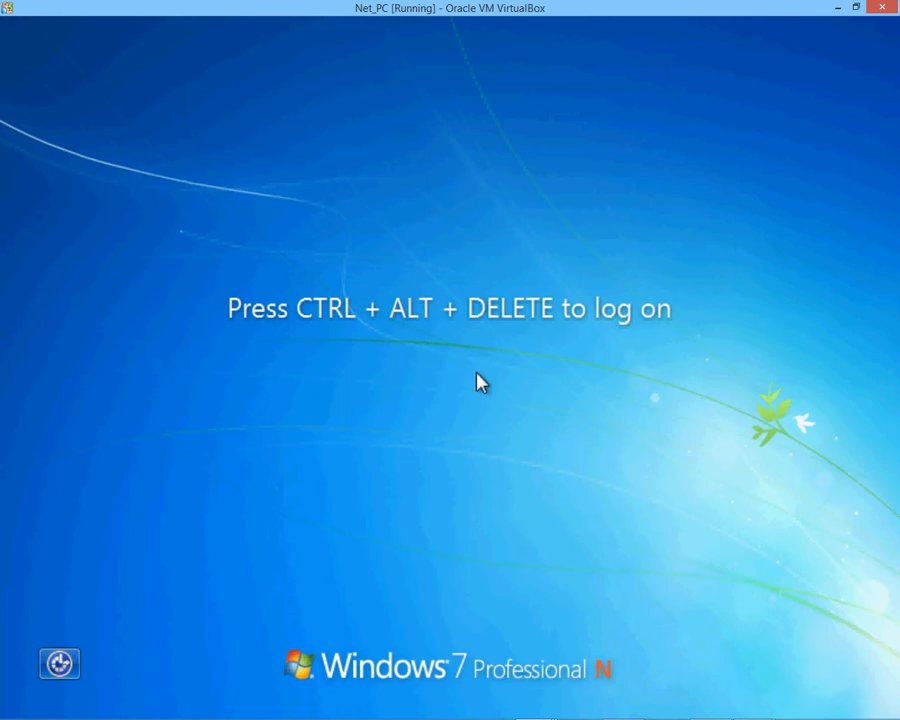 Net_PC [Running] - Oracle VM VirtualBox
Press CTRL + ALT + DELETE to log on
Windows 7 Professional N